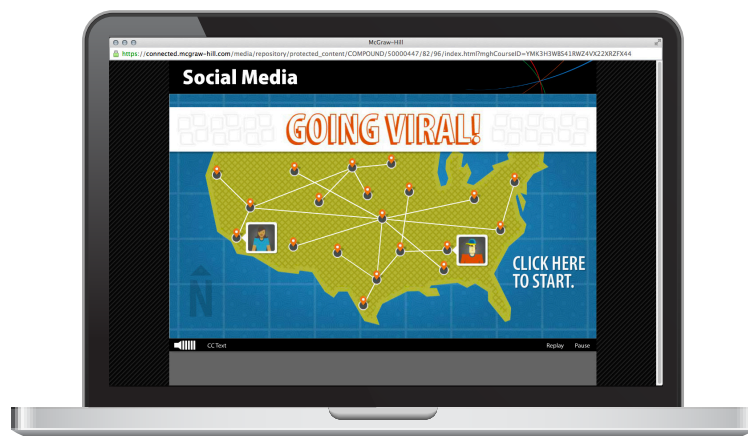 McGraw-Hill
https://connected.mcgraw-hill.com/media/repository/protected_content/COMPOUND/50000447/82/96/index.html?mghCourseID=YMK3H3W8S41RWZ4VX22XRZFX44
Social Media
GOING VIRAL!
N
CLICK HERE
TO START.
CC Text
Replay Pause